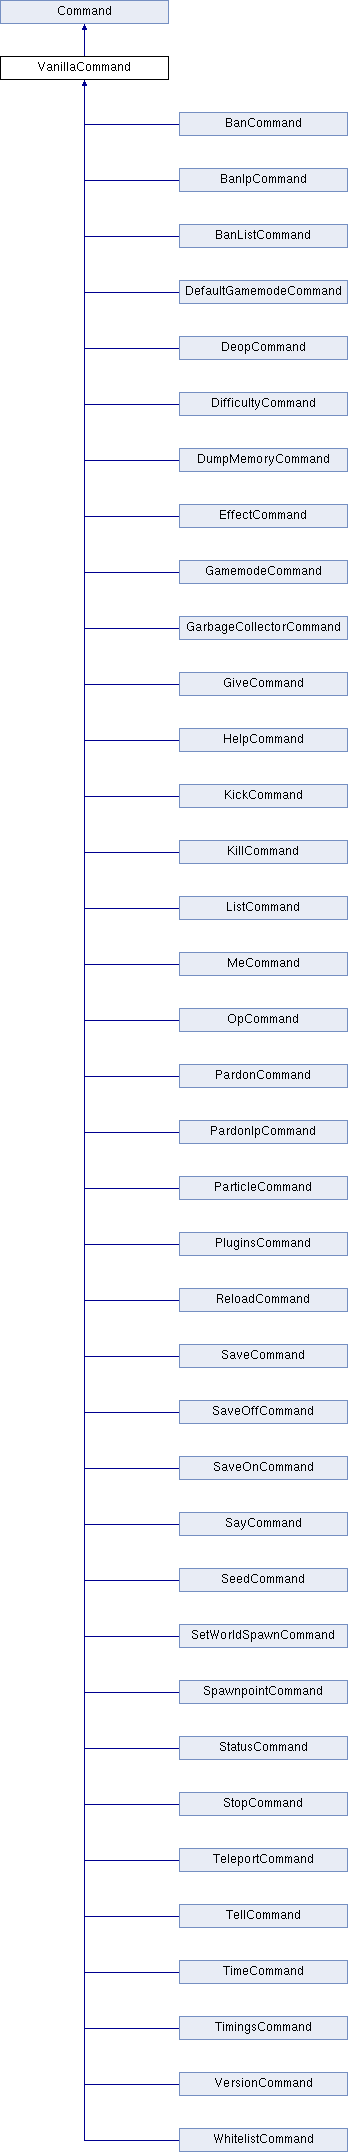 Command
VanillaCommand
BanCommand
BanIpCommand
BanListCommand
DefaultGamemodeCommand
DeopCommand
DifficultyCommand
DumpMemoryCommand
EffectCommand
GamemodeCommand
GarbageCollectorCommand
GiveCommand
HelpCommand
KickCommand
KillCommand
ListCommand
MeCommand
OpCommand
PardonCommand
PardonIpCommand
ParticleCommand
PluginsCommand
ReloadCommand
SaveCommand
SaveOffCommand
SaveOnCommand
SayCommand
SeedCommand
SetWorldSpawnCommand
SpawnpointCommand
StatusCommand
StopCommand
TeleportCommand
TellCommand
TimeCommand
TimingsCommand
VersionCommand
WhitelistCommand